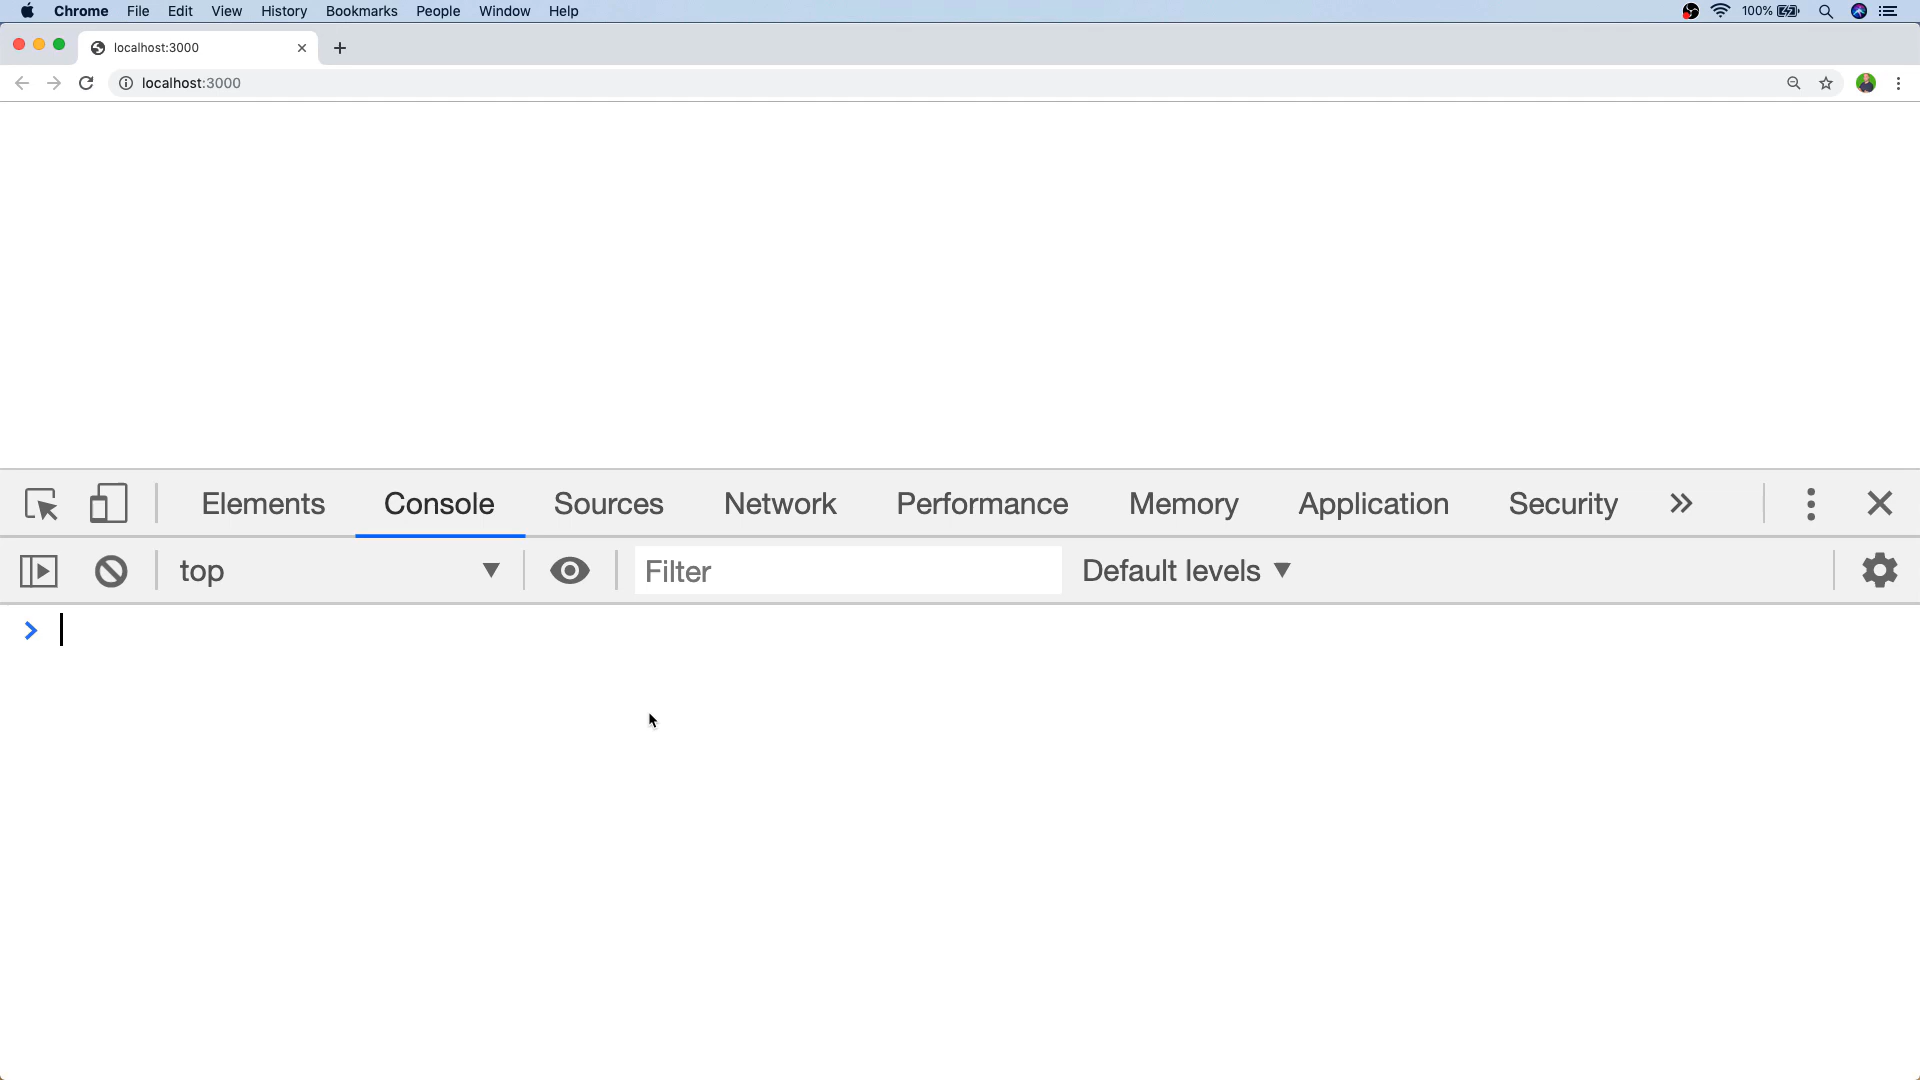 Chrome File Edit View History Bookmarks People Window Help 100%
localhost:3000
localhost:3000
Elements Console Sources Network Performance Memory Application Security
top Filter Default levels